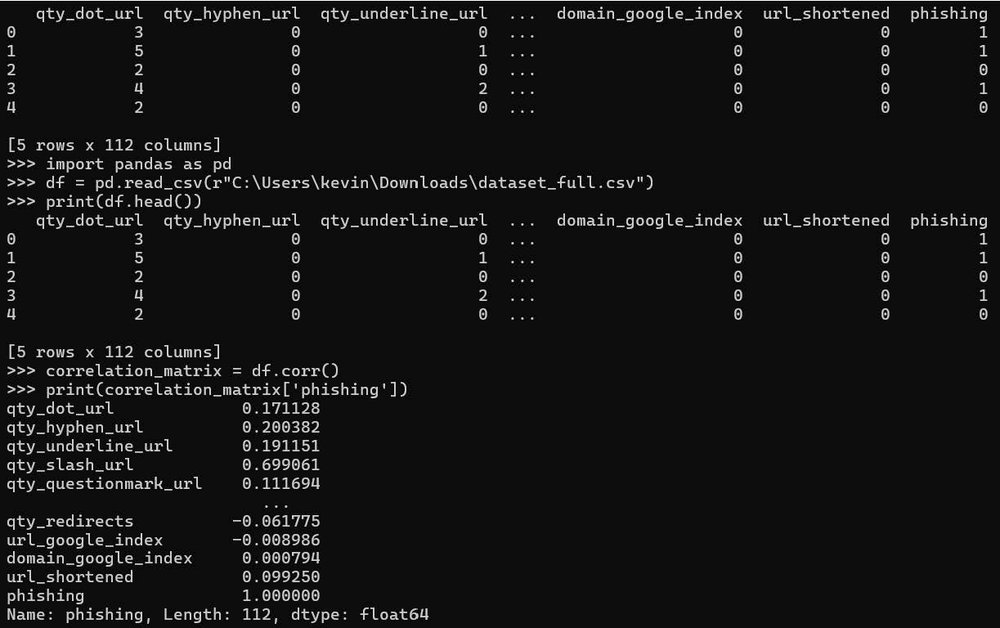 qty_dot_url  qty_hyphen_url  qty_underline_url  ...  domain_google_index  url_shortened  phishing
0            3               0                  0  ...                    0              0         1
1            5               0                  1  ...                    0              0         1
2            2               0                  0  ...                    0              0         0
3            4               0                  2  ...                    0              0         1
4            2               0                  0  ...                    0              0         0

[5 rows x 112 columns]
>>> import pandas as pd
>>> df = pd.read_csv(r"C:\Users\kevin\Downloads\dataset_full.csv")
>>> print(df.head())
   qty_dot_url  qty_hyphen_url  qty_underline_url  ...  domain_google_index  url_shortened  phishing
0            3               0                  0  ...                    0              0         1
1            5               0                  1  ...                    0              0         1
2            2               0                  0  ...                    0              0         0
3            4               0                  2  ...                    0              0         1
4            2               0                  0  ...                    0              0         0

[5 rows x 112 columns]
>>> correlation_matrix = df.corr()
>>> print(correlation_matrix['phishing'])
qty_dot_url             0.171128
qty_hyphen_url          0.200382
qty_underline_url       0.191151
qty_slash_url           0.699061
qty_questionmark_url    0.111694
                          ...
qty_redirects          -0.061775
url_google_index       -0.008986
domain_google_index     0.000794
url_shortened           0.099250
phishing                1.000000
Name: phishing, Length: 112, dtype: float64